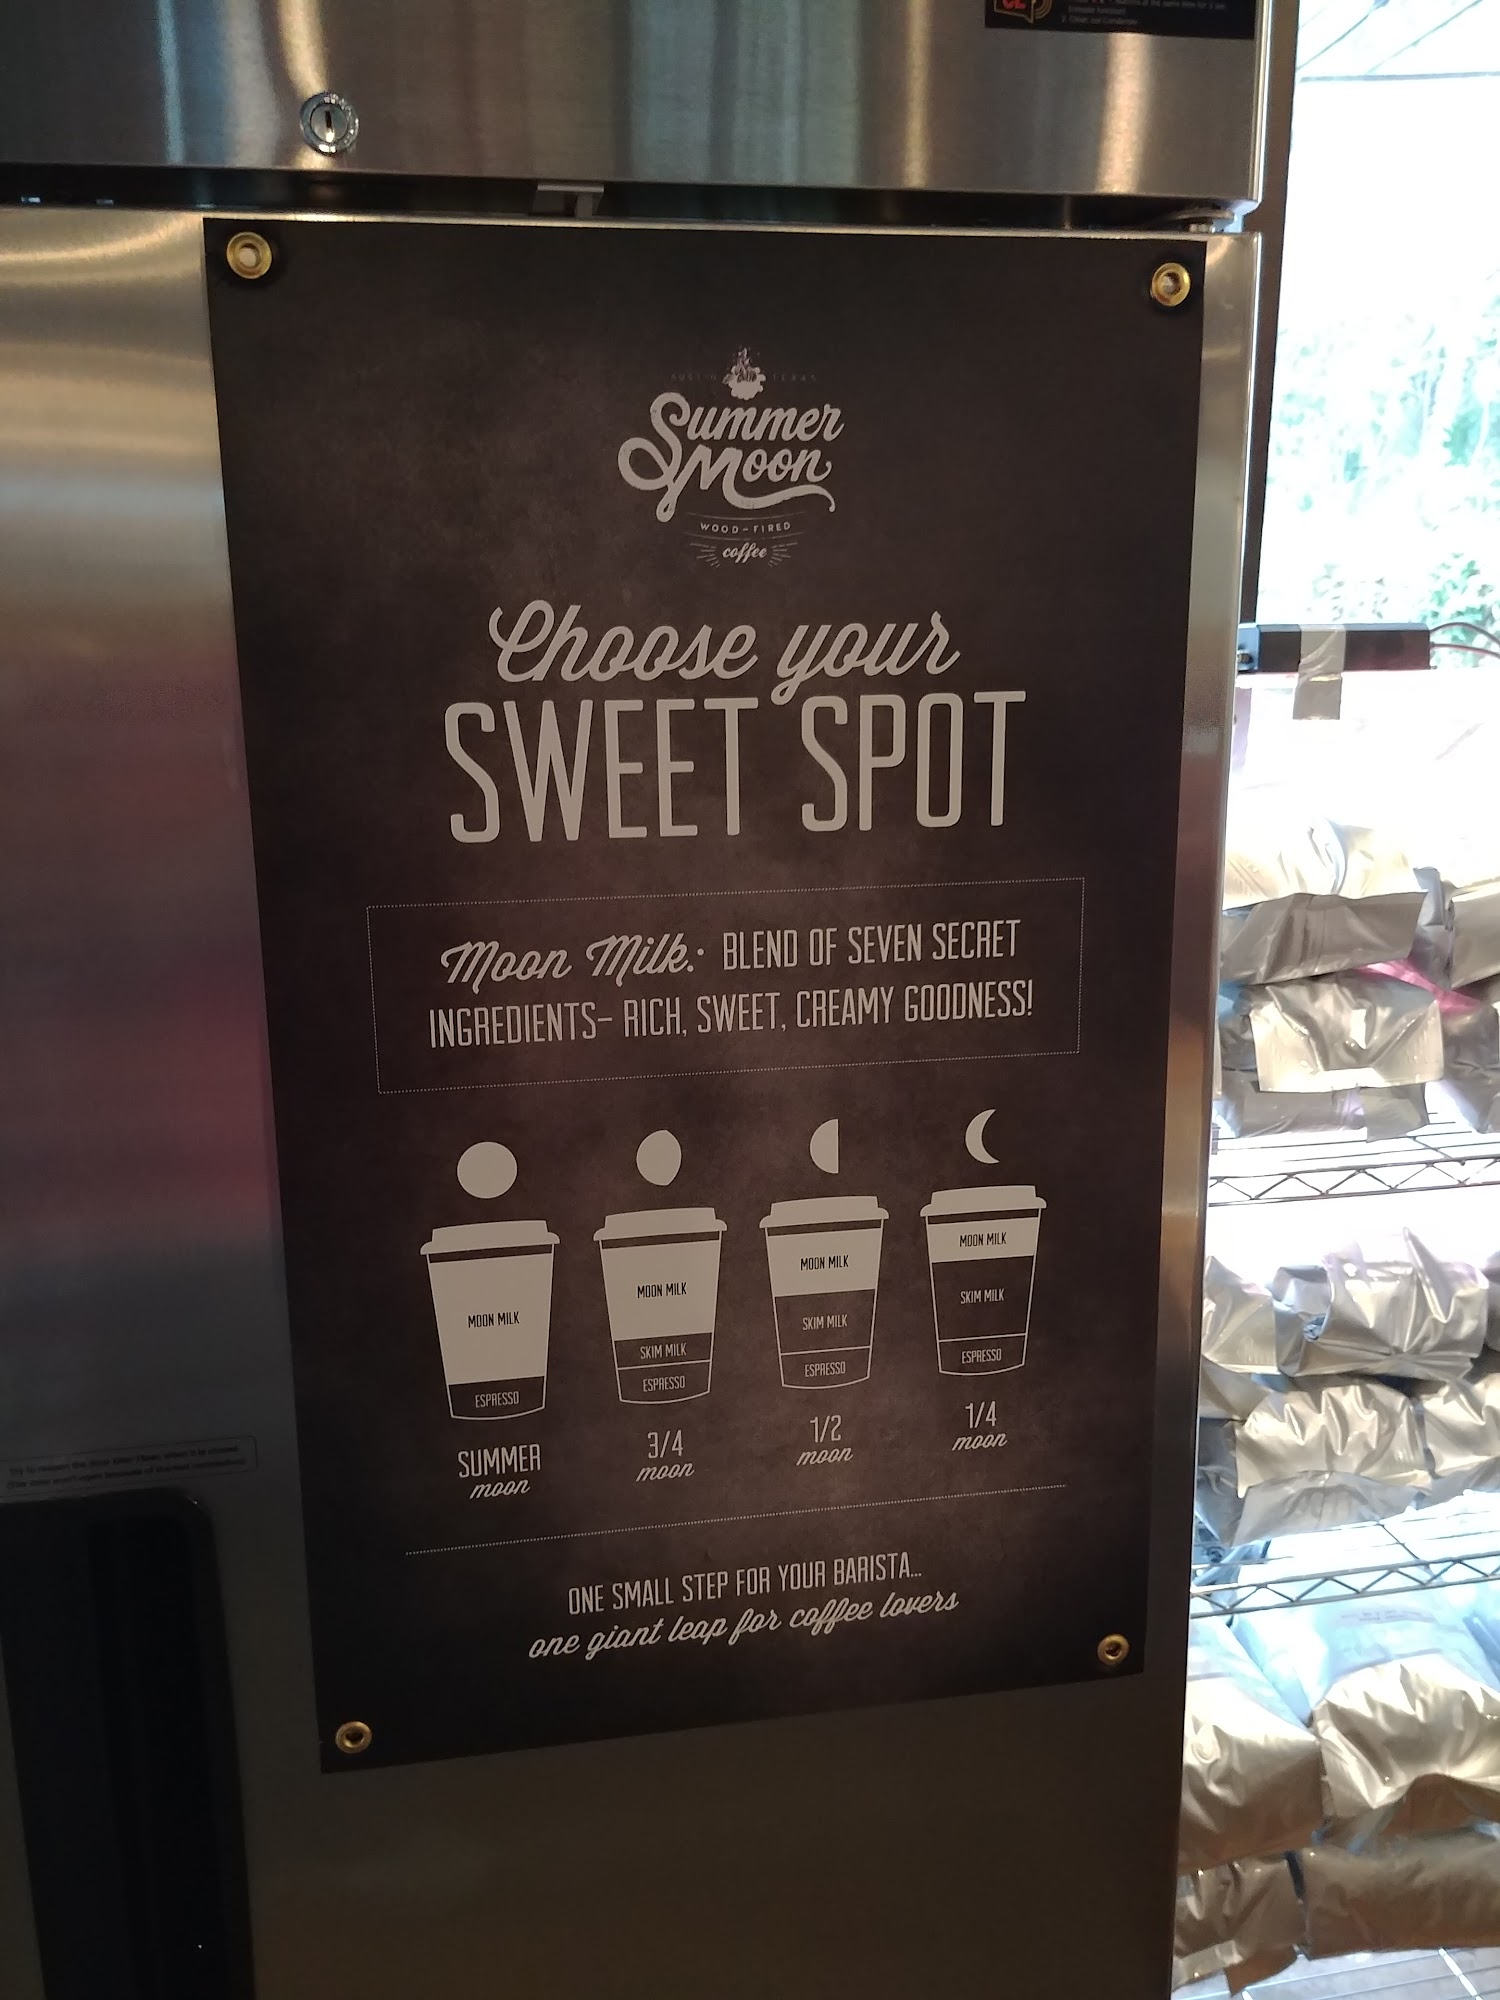 AUSTIN TEXAS
Summer
Moon
WOOD-FIRED
coffee
Choose your
SWEET SPOT
Moon Milk: BLEND OF SEVEN SECRET
INGREDIENTS- RICH, SWEET, CREAMY GOODNESS!
MOON MILK
ESPRESSO
SUMMER
moon
MOON MILK
SKIM MILK
ESPRESSO
3/4
moon
MOON MILK
SKIM MILK
ESPRESSO
1/2
moon
MOON MILK
SKIM MILK
ESPRESSO
1/4
moon
ONE SMALL STEP FOR YOUR BARISTA...
one giant leap for coffee lovers